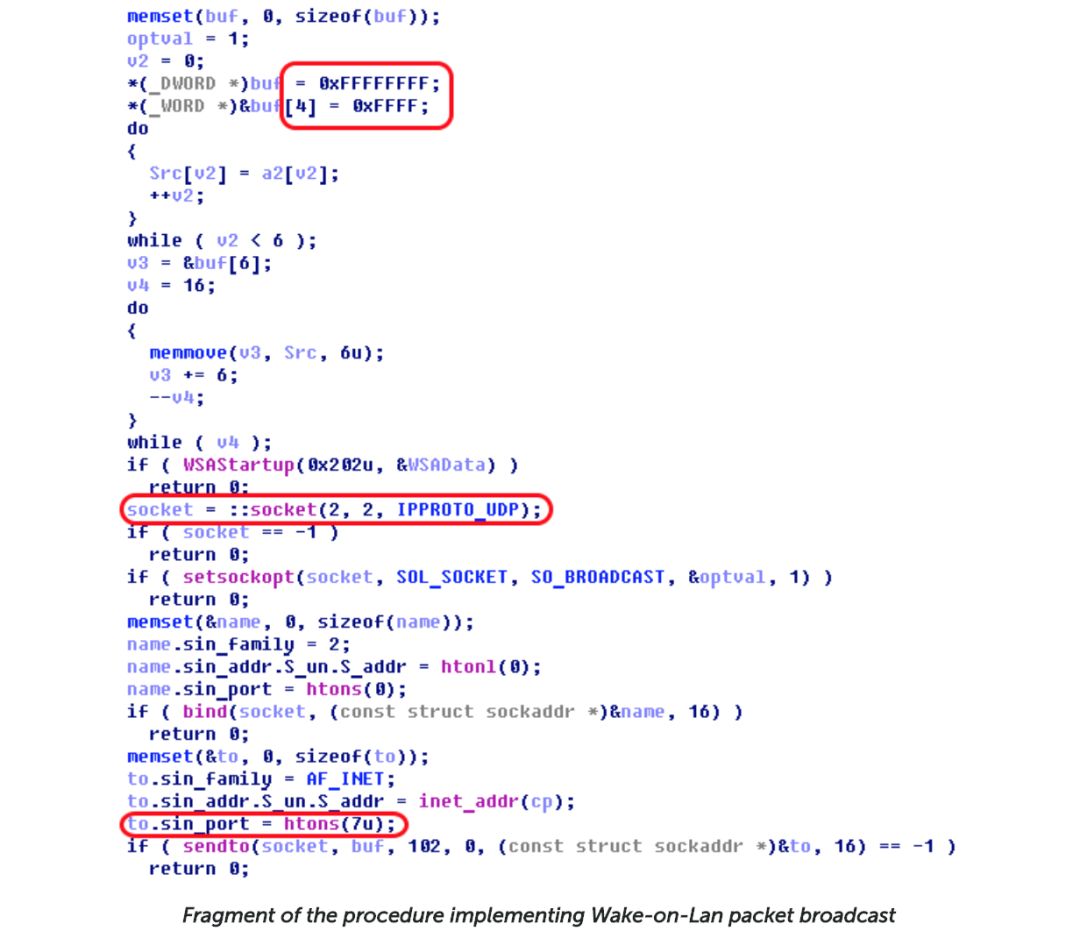 memset(buf, 0, sizeof(buf));
optval = 1;
v2 = 0;
*(_DWORD *)buf = 0xFFFFFFFF;
*(_WORD *)&buf[4] = 0xFFFF;
do
{
Src[v2] = a2[v2];
++v2;
}
while ( v2 < 6 );
v3 = &buf[6];
v4 = 16;
do
{
memmove(v3, Src, 6u);
v3 += 6;
--v4;
}
while ( v4 );
if ( WSAStartup(0x202u, &WSAData) )
return 0;
socket = ::socket(2, 2, IPPROTO_UDP);
if ( socket == -1 )
return 0;
if ( setsockopt(socket, SOL_SOCKET, SO_BROADCAST, &optval, 1) )
return 0;
memset(&name, 0, sizeof(name));
name.sin_family = 2;
name.sin_addr.S_un.S_addr = htonl(0);
name.sin_port = htons(0);
if ( bind(socket, (const struct sockaddr *)&name, 16) )
return 0;
memset(&to, 0, sizeof(to));
to.sin_family = AF_INET;
to.sin_addr.S_un.S_addr = inet_addr(cp);
to.sin_port = htons(7u);
if ( sendto(socket, buf, 102, 0, (const struct sockaddr *)&to, 16) == -1 )
return 0;
Fragment of the procedure implementing Wake-on-Lan packet broadcast